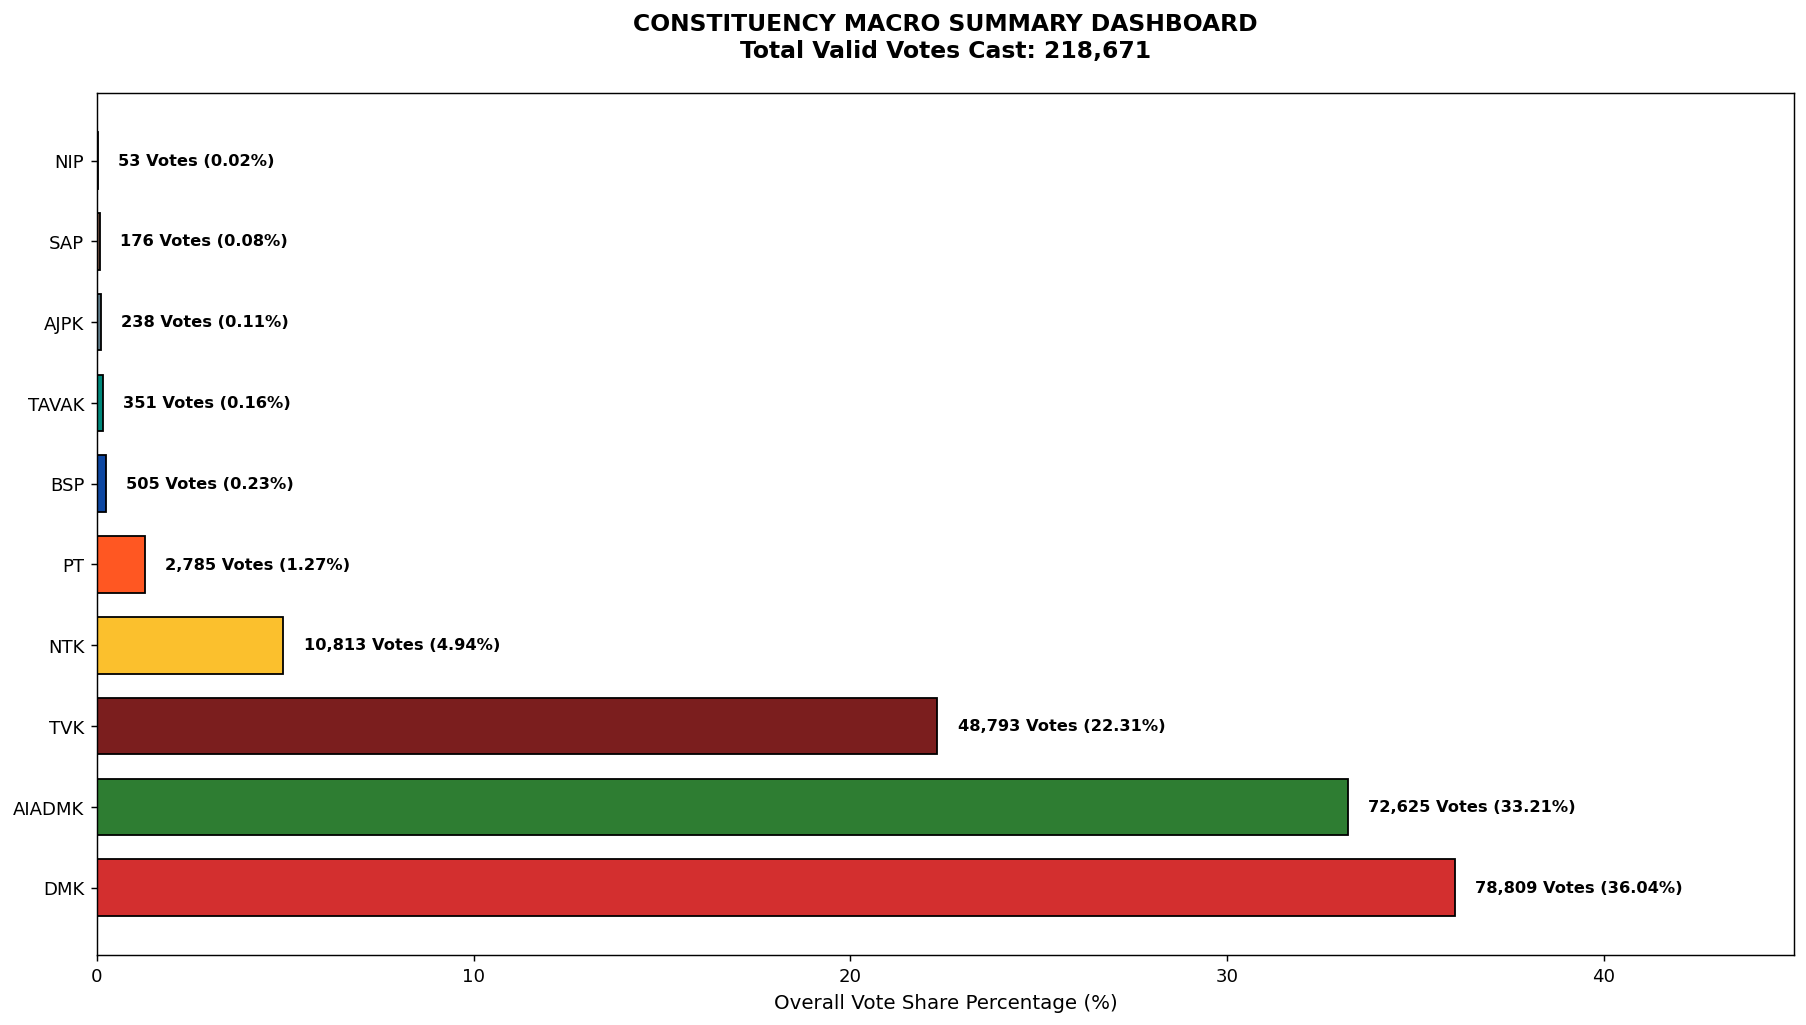 CONSTITUENCY MACRO SUMMARY DASHBOARD
Total Valid Votes Cast: 218,671
NIP 53 Votes (0.02%)
SAP 176 Votes (0.08%)
AJPK 238 Votes (0.11%)
TAVAK 351 Votes (0.16%)
BSP 505 Votes (0.23%)
PT 2,785 Votes (1.27%)
NTK 10,813 Votes (4.94%)
TVK 48,793 Votes (22.31%)
AIADMK 72,625 Votes (33.21%)
DMK 78,809 Votes (36.04%)
0 10 20 30 40
Overall Vote Share Percentage (%)